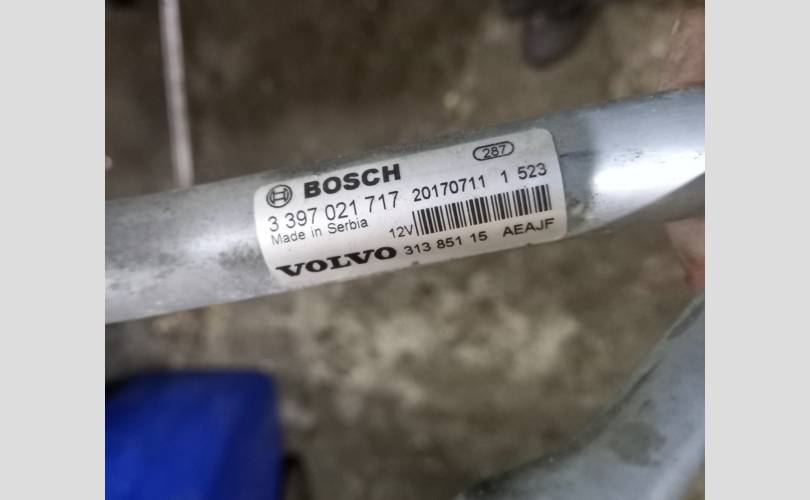 287
BOSCH
3 397 021 717 20170711 1 523
Made in Serbia 12V
VOLVO 313 851 15 AEAJF